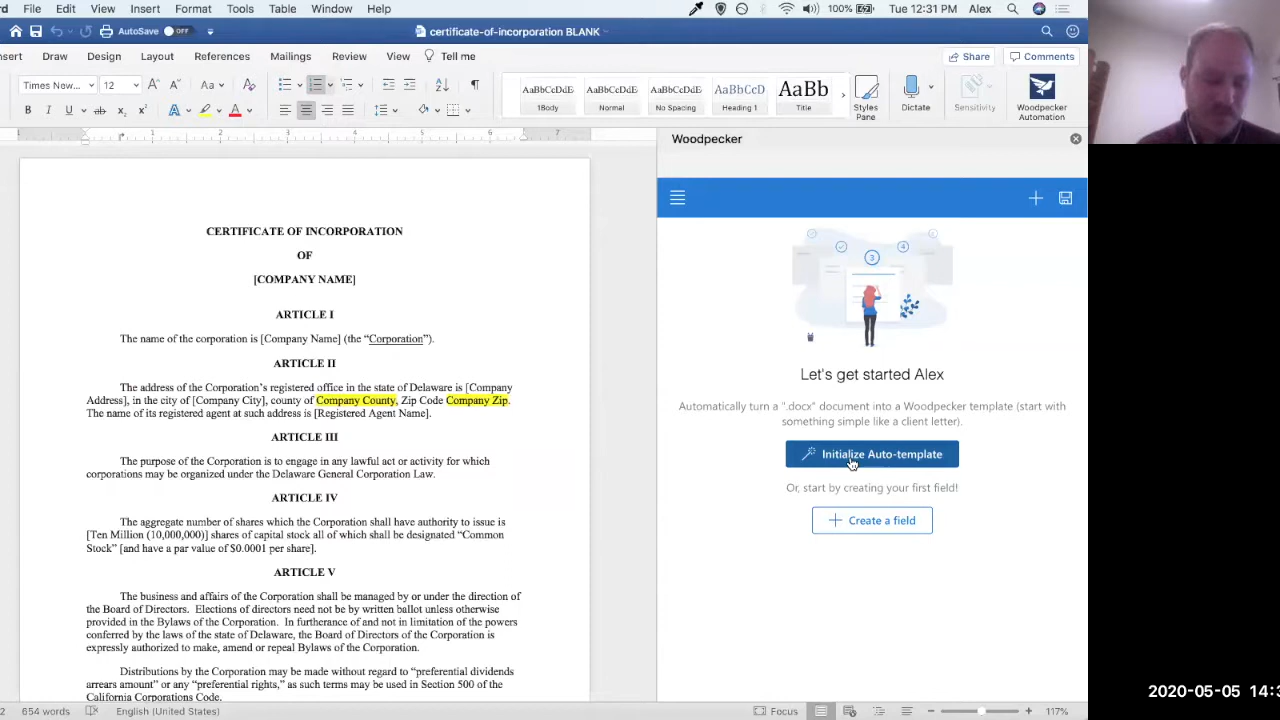 File Edit View Insert Format Tools Table Window Help
100% Tue 12:31 PM Alex
AutoSave OFF
certificate-of-incorporation BLANK
Draw Design Layout References Mailings Review View Tell me
Share Comments
Times New... 12 Aa
AaBbCcDdE AaBbCcDdEe AaBbCcDdEe AaBbCcD AaBb
1Body Normal No Spacing Heading 1 Title
Styles Pane
Dictate
Sensitivity
Woodpecker Automation
B I U ab x x A A
1 1 2 3 4 5 6 7
CERTIFICATE OF INCORPORATION
OF
[COMPANY NAME]
ARTICLE I
The name of the corporation is [Company Name] (the “Corporation”).
ARTICLE II
The address of the Corporation’s registered office in the state of Delaware is [Company
Address], in the city of [Company City], county of Company County, Zip Code Company Zip.
The name of its registered agent at such address is [Registered Agent Name].
ARTICLE III
The purpose of the Corporation is to engage in any lawful act or activity for which
corporations may be organized under the Delaware General Corporation Law.
ARTICLE IV
The aggregate number of shares which the Corporation shall have authority to issue is
[Ten Million (10,000,000)] shares of capital stock all of which shall be designated “Common
Stock” [and have a par value of $0.0001 per share].
ARTICLE V
The business and affairs of the Corporation shall be managed by or under the direction of
the Board of Directors. Elections of directors need not be by written ballot unless otherwise
provided in the Bylaws of the Corporation. In furtherance of and not in limitation of the powers
conferred by the laws of the state of Delaware, the Board of Directors of the Corporation is
expressly authorized to make, amend or repeal Bylaws of the Corporation.
Distributions by the Corporation may be made without regard to “preferential dividends
arrears amount” or any “preferential rights,” as such terms may be used in Section 500 of the
California Corporations Code.
Woodpecker
3 4
Let's get started Alex
Automatically turn a ".docx" document into a Woodpecker template (start with
something simple like a client letter).
Initialize Auto-template
Or, start by creating your first field!
Create a field
2 654 words English (United States)
Focus 117%
2020-05-05 14:3